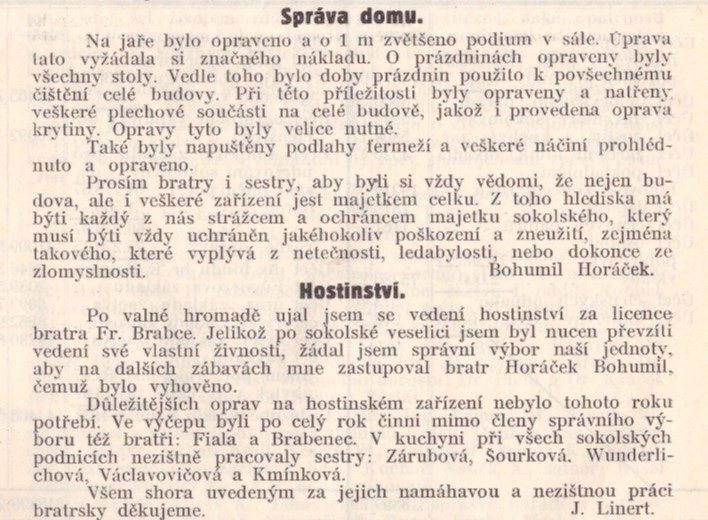 Správa domu.
Na jaře bylo opraveno a o 1 m zvětšeno podium v sále. Úprava
tato vyžádala si značného nákladu. O prázdninách opraveny byly
všechny stoly. Vedle toho bylo doby prázdnin použito k povšechnému
čištění celé budovy. Při této příležitosti byly opraveny a natřeny
veškeré plechové součásti na celé budově, jakož i provedena oprava
krytiny. Opravy tyto byly velice nutné.
Také byly napuštěny podlahy fermeží a veškeré náčiní prohléd-
nuto a opraveno.
Prosím bratry i sestry, aby byli si vždy vědomi, že nejen bu-
dova, ale i veškeré zařízení jest majetkem celku. Z toho hlediska má
býti každý z nás strážcem a ochráncem majetku sokolského, který
musí býti vždy uchráněn jakéhokoliv poškození a zneužití, zejména
takového, které vyplývá z netečnosti, ledabylosti, nebo dokonce ze
zlomyslnosti. Bohumil Horáček.
Hostinství.
Po valné hromadě ujal jsem se vedení hostinství za licence
bratra Fr. Brabce. Jelikož po sokolské veselici jsem byl nucen převzíti
vedení své vlastní živnosti, žádal jsem správní výbor naší jednoty,
aby na dalších zábavách mne zastupoval bratr Horáček Bohumil,
čemuž bylo vyhověno.
Důležitějších oprav na hostinském zařízení nebylo tohoto roku
potřebí. Ve výčepu byli po celý rok činni mimo členy správního vý-
boru též bratři: Fiala a Brabenec. V kuchyni při všech sokolských
podnicích nezištně pracovaly sestry: Zárubová, Šourková, Wunderli-
chová, Václavovičová a Kmínková.
Všem shora uvedeným za jejich namáhavou a nezištnou práci
bratrsky děkujeme. J. Linert.